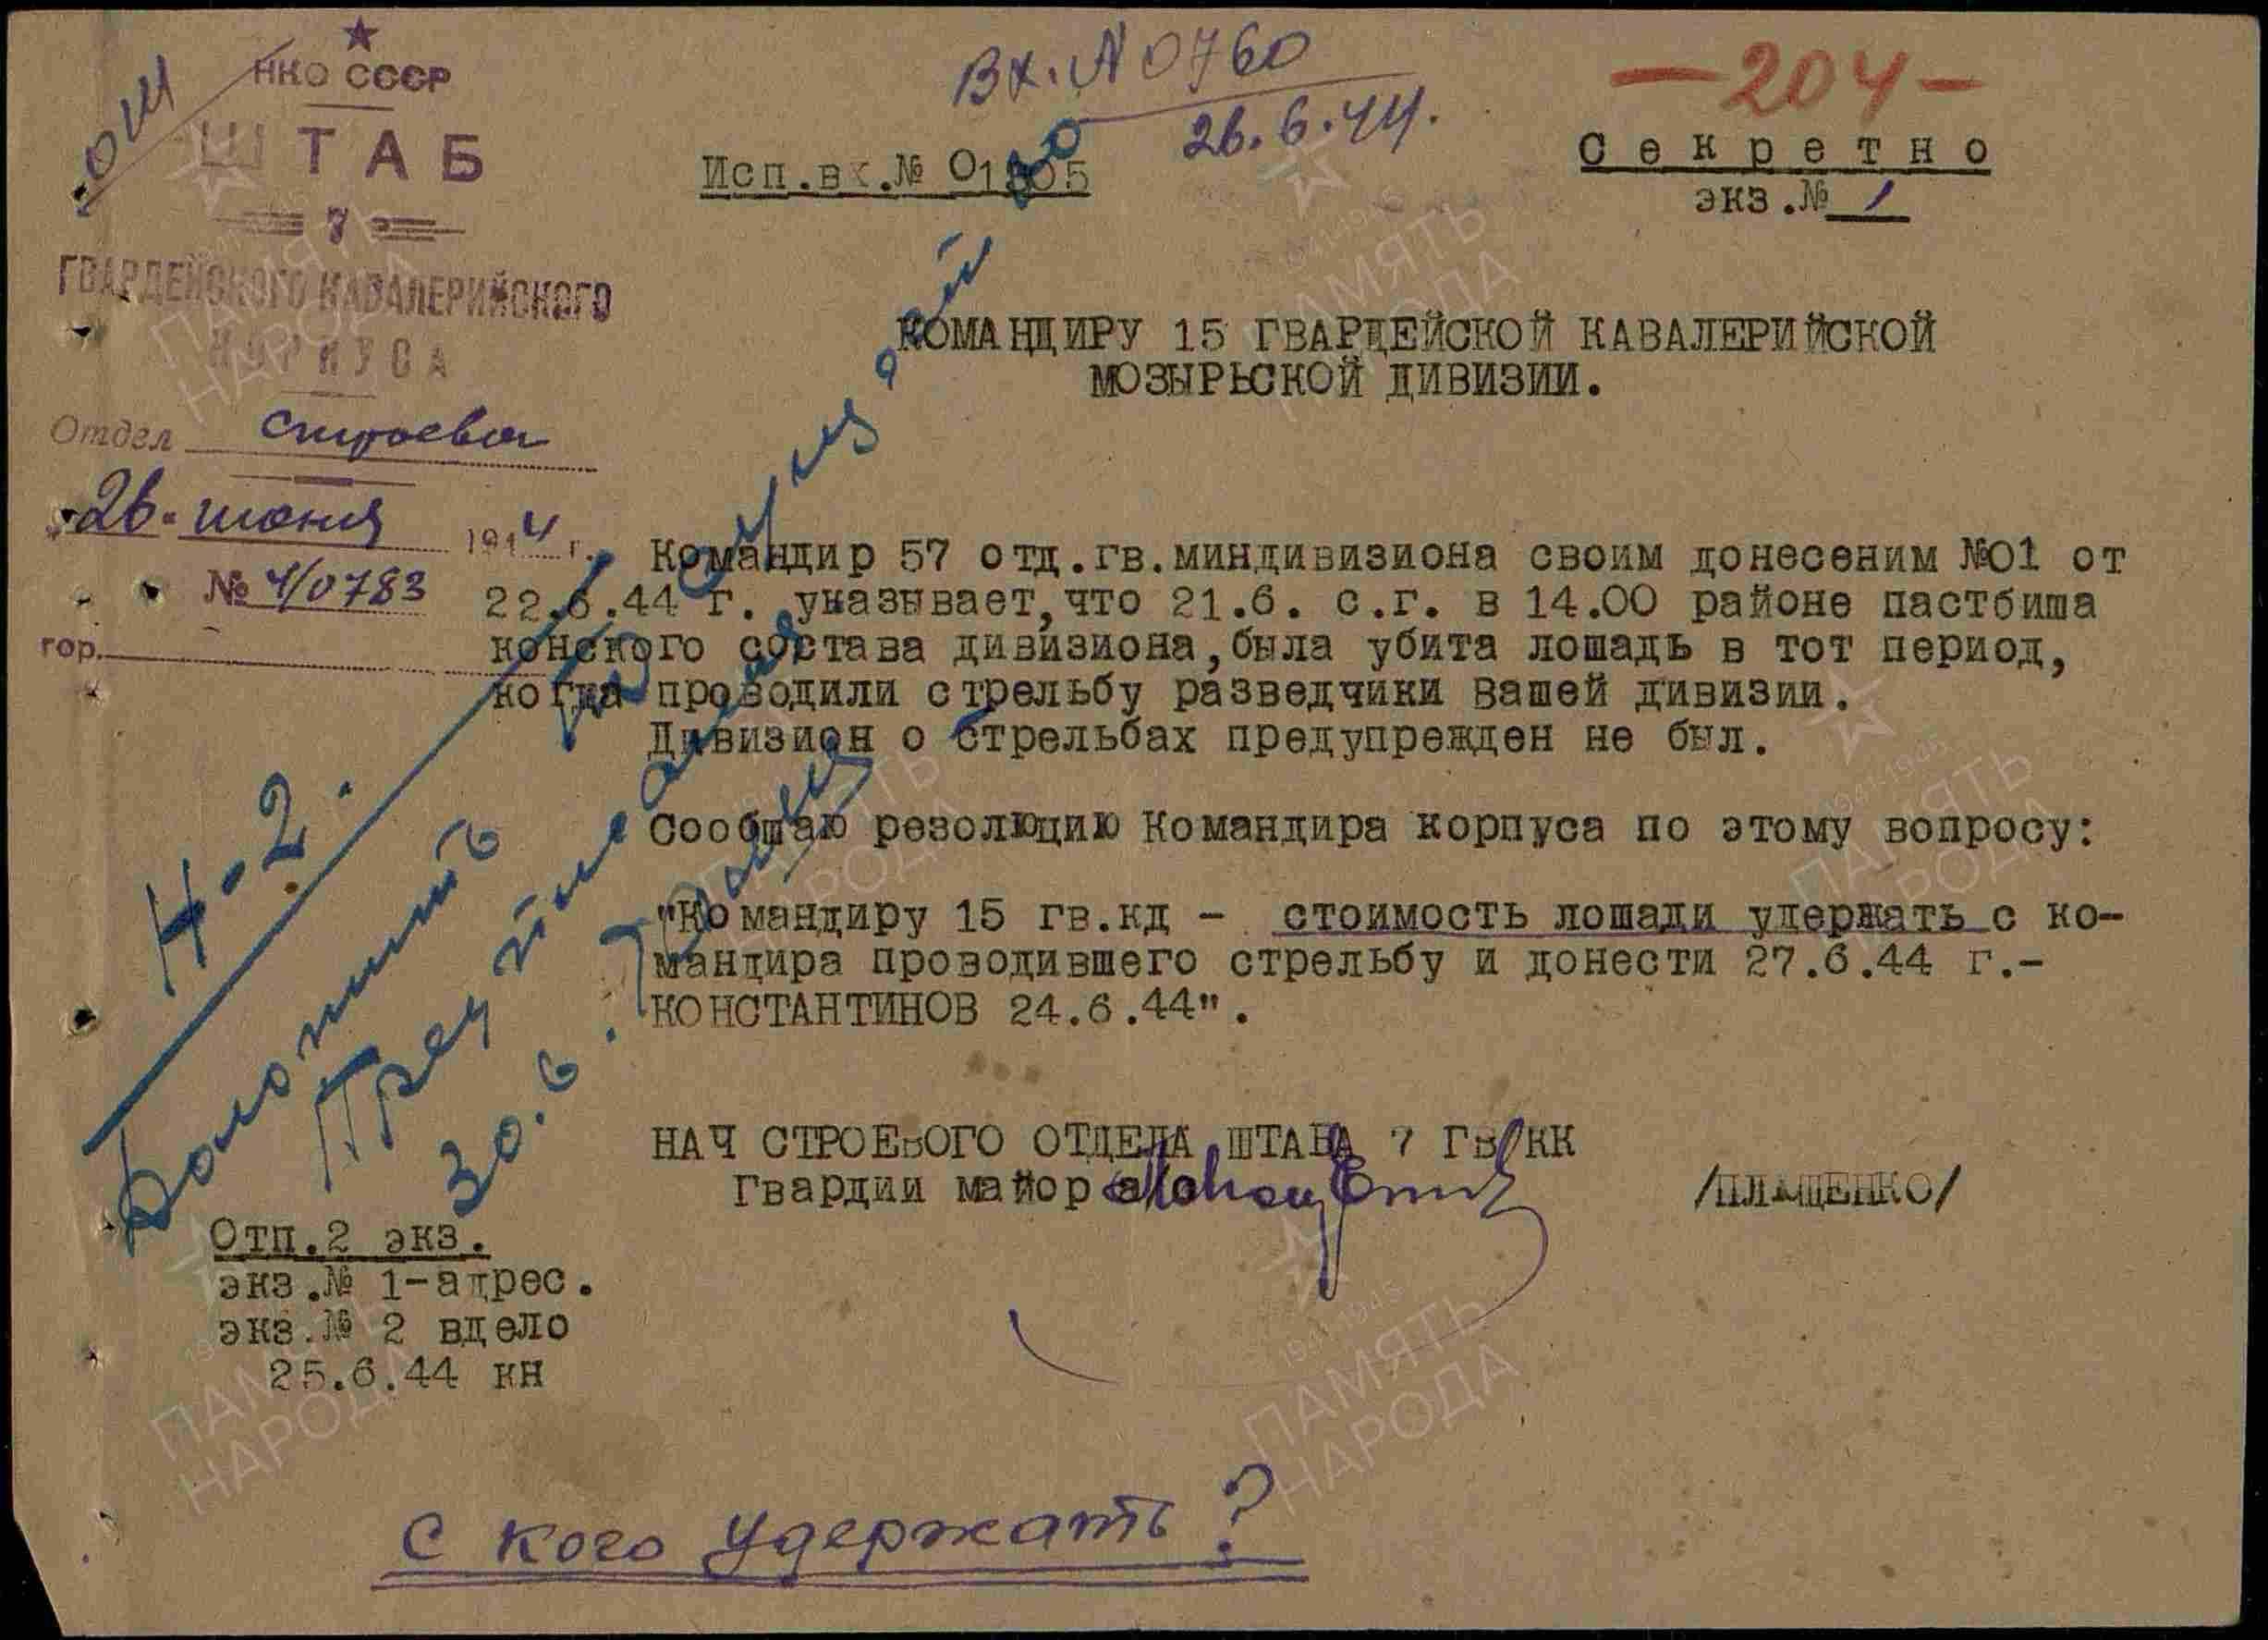 НКО СССР
ШТАБ
7
ГВАРДЕЙСКОГО КАВАЛЕРИЙСКОГО
КОРПУСА
Отдел строевой
"26" июня 1944 г.
№ 4/0783
гор.
Вх. № 0760
26.6.44.
Исп.вх.№
-204-
Секретно
экз.№ 1
КОМАНДИРУ 15 ГВАРДЕЙСКОЙ КАВАЛЕРИЙСКОЙ
МОЗЫРЬСКОЙ ДИВИЗИИ.
Командир 57 отд.гв.миндивизиона своим донесеним №01 от
22.6.44 г. указывает,что 21.6. с.г. в 14.00 районе пастбиша
конского состава дивизиона,была убита лошадь в тот период,
когда проводили стрельбу разведчики вашей дивизии.
Дивизион о стрельбах предупрежден не был.
Сообшаю резолюцию Командира корпуса по этому вопросу:
"Командиру 15 гв.кд - стоимость лошади удержать с ко-
мандира проводившего стрельбу и донести 27.6.44 г.-
КОНСТАНТИНОВ 24.6.44".
НАЧ СТРОЕВОГО ОТДЕЛА ШТАБА 7 ГВ КК
Гвардии майор /ПЛАЩЕНКО/
Н-2.
30.6.
Отп.2 экз.
экз.№ 1-адрес.
экз.№ 2 вдело
25.6.44 кн
С кого удержать?
ПАМЯТЬ
НАРОДА
1941-1945